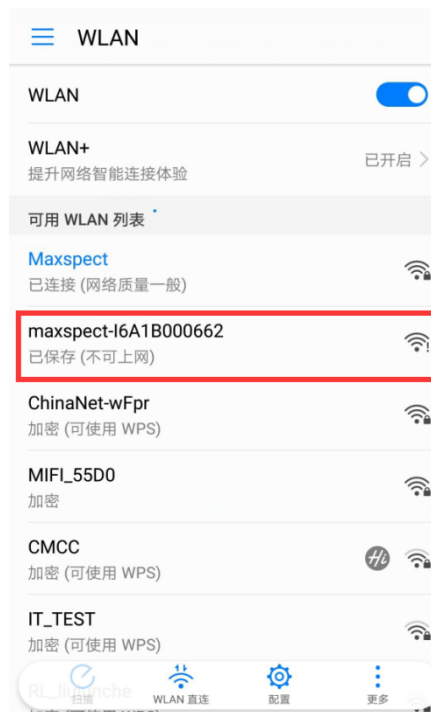 WLAN
WLAN
WLAN+
提升网络智能连接体验
已开启
可用 WLAN 列表
Maxspect
已连接 (网络质量一般)
maxspect-I6A1B000662
已保存 (不可上网)
ChinaNet-wFpr
加密 (可使用 WPS)
MIFI_55D0
加密
CMCC
加密 (可使用 WPS)
Hi
IT_TEST
加密 (可使用 WPS)
扫描
WLAN 直连
配置
更多